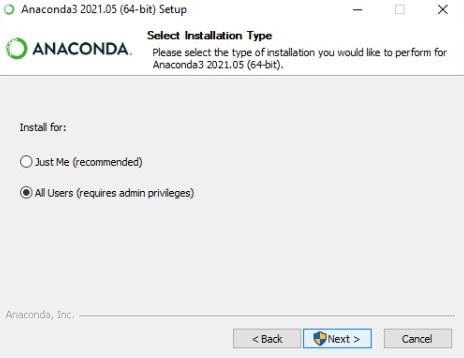 Anaconda3 2021.05 (64-bit) Setup
ANACONDA.
Select Installation Type
Please select the type of installation you would like to perform for
Anaconda3 2021.05 (64-bit).
Install for:
Just Me (recommended)
All Users (requires admin privileges)
Anaconda, Inc.
< Back
Next >
Cancel